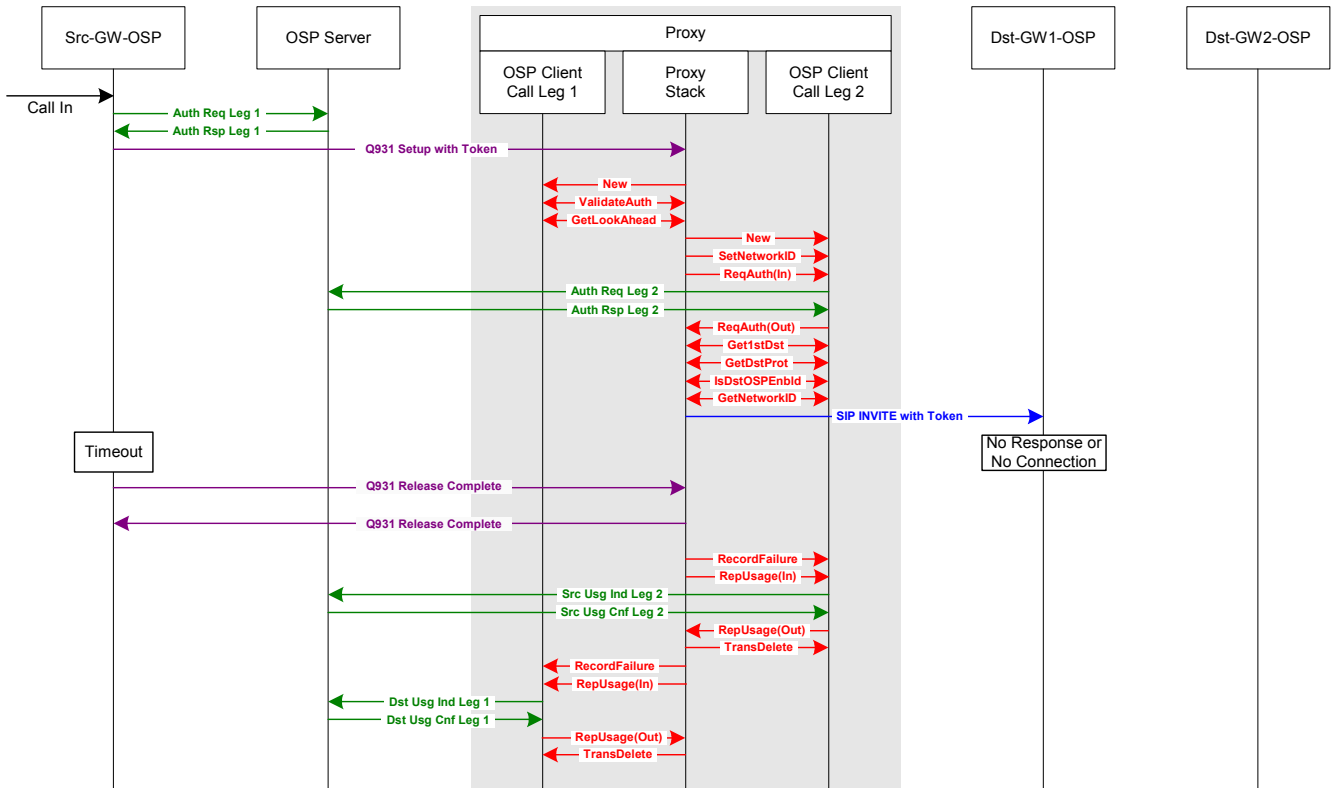 Src-GW-OSP
OSP Server
Proxy
Dst-GW1-OSP
Dst-GW2-OSP
OSP Client
Call Leg 1
Proxy
Stack
OSP Client
Call Leg 2
Call In
Auth Req Leg 1
Auth Rsp Leg 1
Q931 Setup with Token
New
ValidateAuth
GetLookAhead
New
SetNetworkID
ReqAuth(In)
Auth Req Leg 2
Auth Rsp Leg 2
ReqAuth(Out)
Get1stDst
GetDstProt
IsDstOSPEnbld
GetNetworkID
SIP INVITE with Token
Timeout
No Response or
No Connection
Q931 Release Complete
Q931 Release Complete
RecordFailure
RepUsage(In)
Src Usg Ind Leg 2
Src Usg Cnf Leg 2
RepUsage(Out)
TransDelete
RecordFailure
RepUsage(In)
Dst Usg Ind Leg 1
Dst Usg Cnf Leg 1
RepUsage(Out)
TransDelete